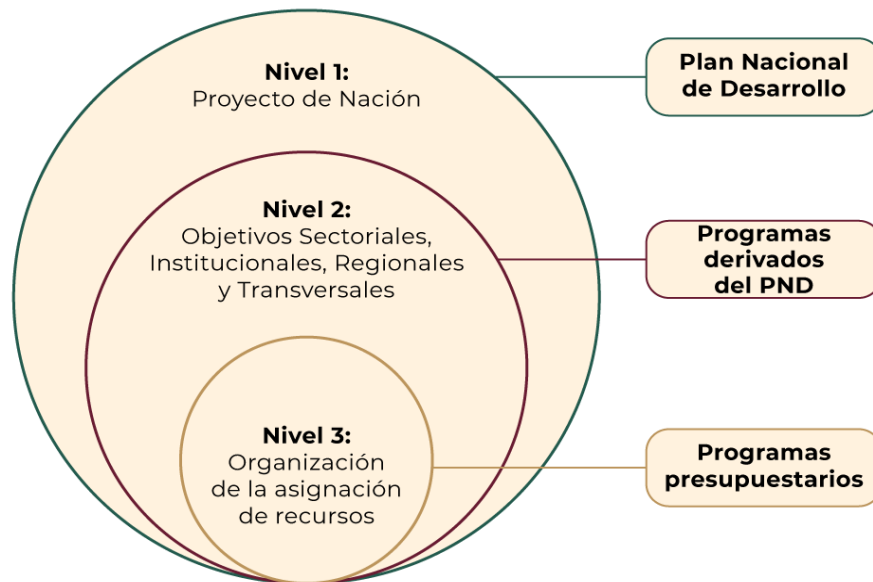 Nivel 1:
Proyecto de Nación
Plan Nacional
de Desarrollo
Nivel 2:
Objetivos Sectoriales,
Institucionales, Regionales
y Transversales
Programas
derivados
del PND
Nivel 3:
Organización
de la asignación
de recursos
Programas
presupuestarios